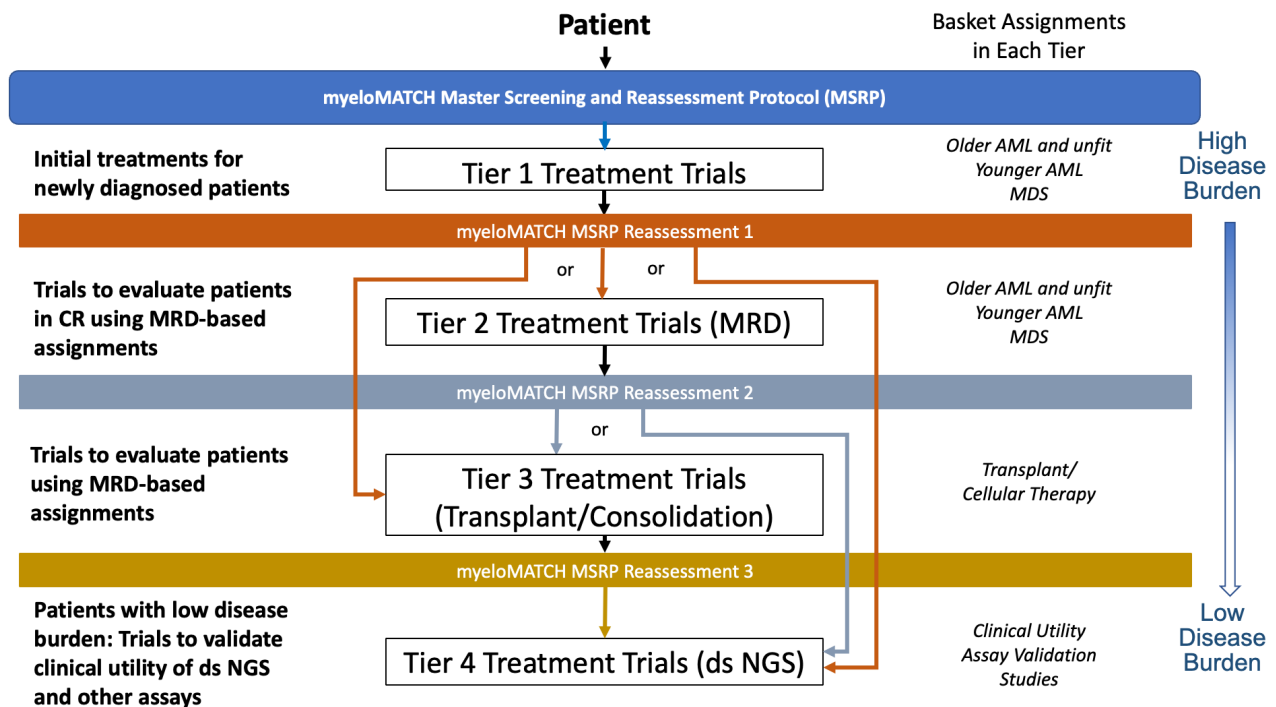 Patient
Basket Assignments
in Each Tier
myeloMATCH Master Screening and Reassessment Protocol (MSRP)
Initial treatments for
newly diagnosed patients
Tier 1 Treatment Trials
Older AML and unfit
Younger AML
MDS
High
Disease
Burden
myeloMATCH MSRP Reassessment 1
or
or
Trials to evaluate patients
in CR using MRD-based
assignments
Tier 2 Treatment Trials (MRD)
Older AML and unfit
Younger AML
MDS
myeloMATCH MSRP Reassessment 2
or
Trials to evaluate patients
using MRD-based
assignments
Tier 3 Treatment Trials
(Transplant/Consolidation)
Transplant/
Cellular Therapy
myeloMATCH MSRP Reassessment 3
Patients with low disease
burden: Trials to validate
clinical utility of ds NGS
and other assays
Tier 4 Treatment Trials (ds NGS)
Clinical Utility
Assay Validation
Studies
Low
Disease
Burden